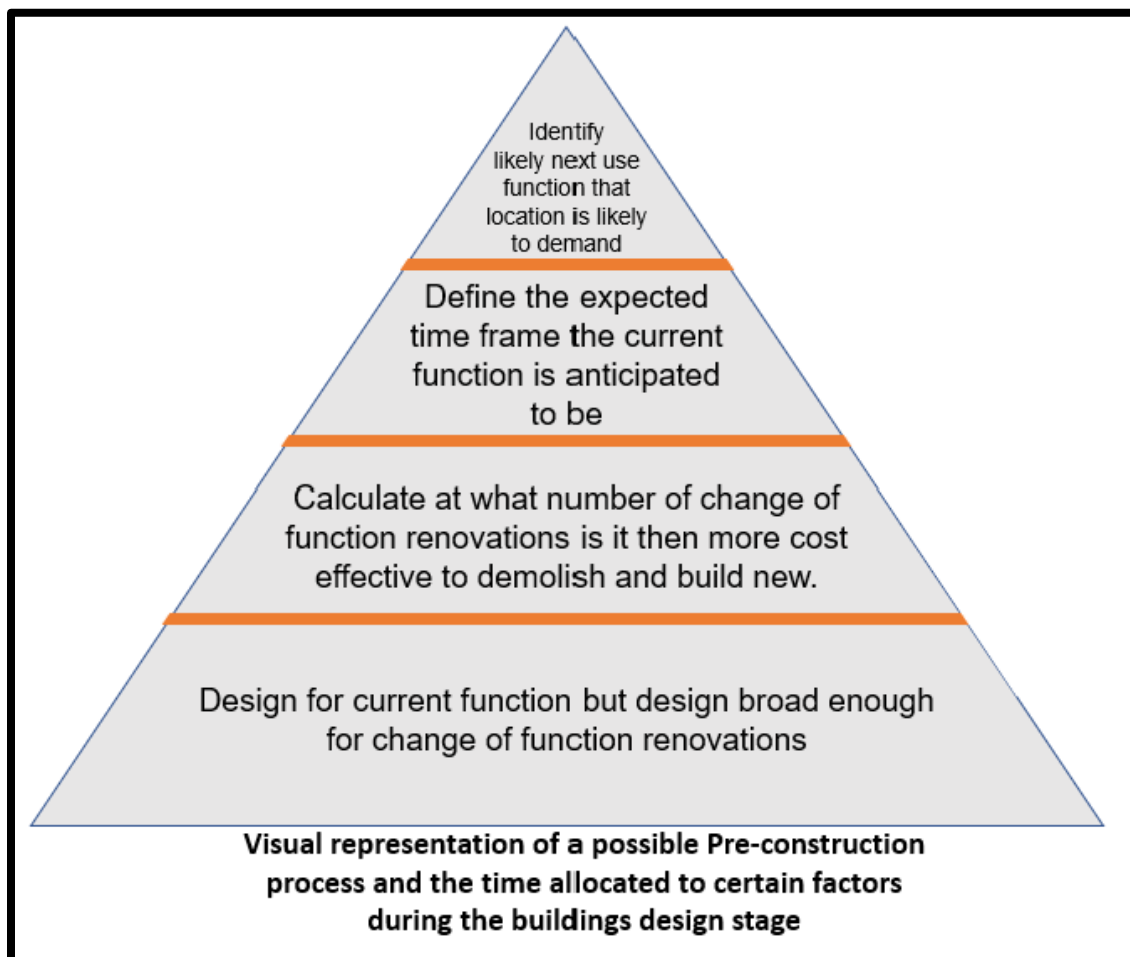 Identify
likely next use
function that
location is likely
to demand
Define the expected
time frame the current
function is anticipated
to be
Calculate at what number of change of
function renovations is it then more cost
effective to demolish and build new.
Design for current function but design broad enough
for change of function renovations
Visual representation of a possible Pre-construction
process and the time allocated to certain factors
during the buildings design stage